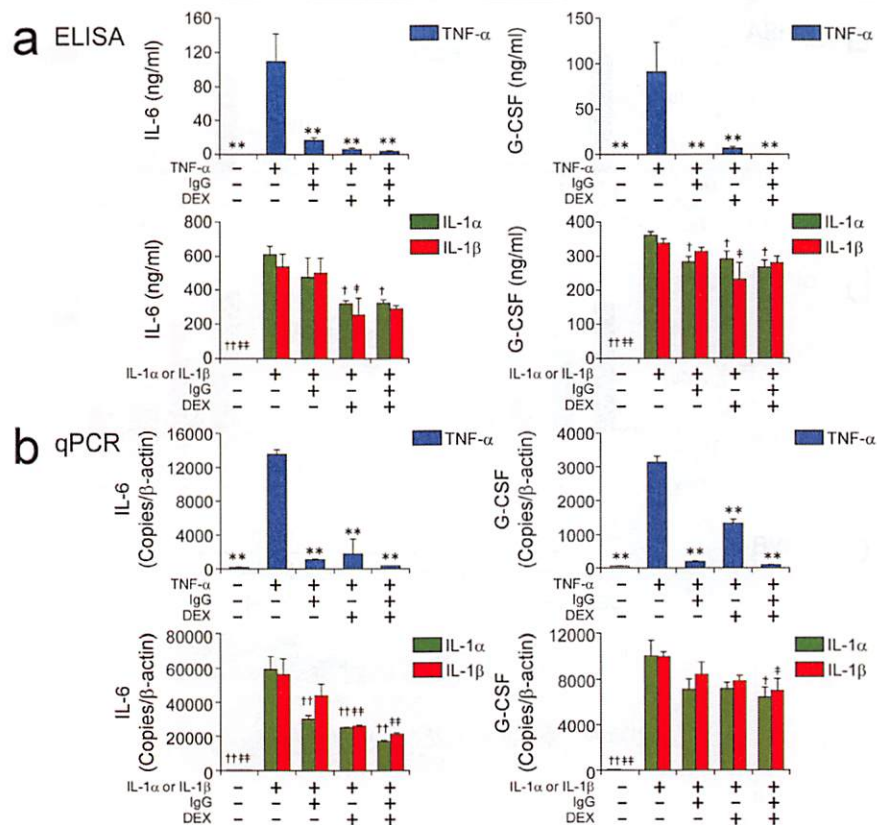 a ELISA
IL-6 (ng/ml)
160
120
80
40
0
TNF-α
** ** ** **
TNF-α − + + + +
IgG − − + − +
DEX − − − + +
G-CSF (ng/ml)
150
100
50
0
TNF-α
** ** ** **
− + + + +
− − + − +
− − − + +
IL-6 (ng/ml)
800
600
400
200
0
IL-1α
IL-1β
††‡‡ † ‡ †
IL-1α or IL-1β − + + + +
IgG − − + − +
DEX − − − + +
G-CSF (ng/ml)
400
300
200
100
0
IL-1α
IL-1β
††‡‡ † † ‡ †
IL-1α or IL-1β − + + + +
IgG − − + − +
DEX − − − + +
b qPCR
IL-6
(Copies/β-actin)
16000
12000
8000
4000
0
TNF-α
** ** ** **
TNF-α − + + + +
IgG − − + − +
DEX − − − + +
G-CSF
(Copies/β-actin)
4000
3000
2000
1000
0
TNF-α
** ** ** **
TNF-α − + + + +
IgG − − + − +
DEX − − − + +
IL-6
(Copies/β-actin)
80000
60000
40000
20000
0
IL-1α
IL-1β
††‡‡ †† ††‡‡ †† ‡‡
IL-1α or IL-1β − + + + +
IgG − − + − +
DEX − − − + +
G-CSF
(Copies/β-actin)
12000
8000
4000
0
IL-1α
IL-1β
††‡‡ † ‡
IL-1α or IL-1β − + + + +
IgG − − + − +
DEX − − − + +